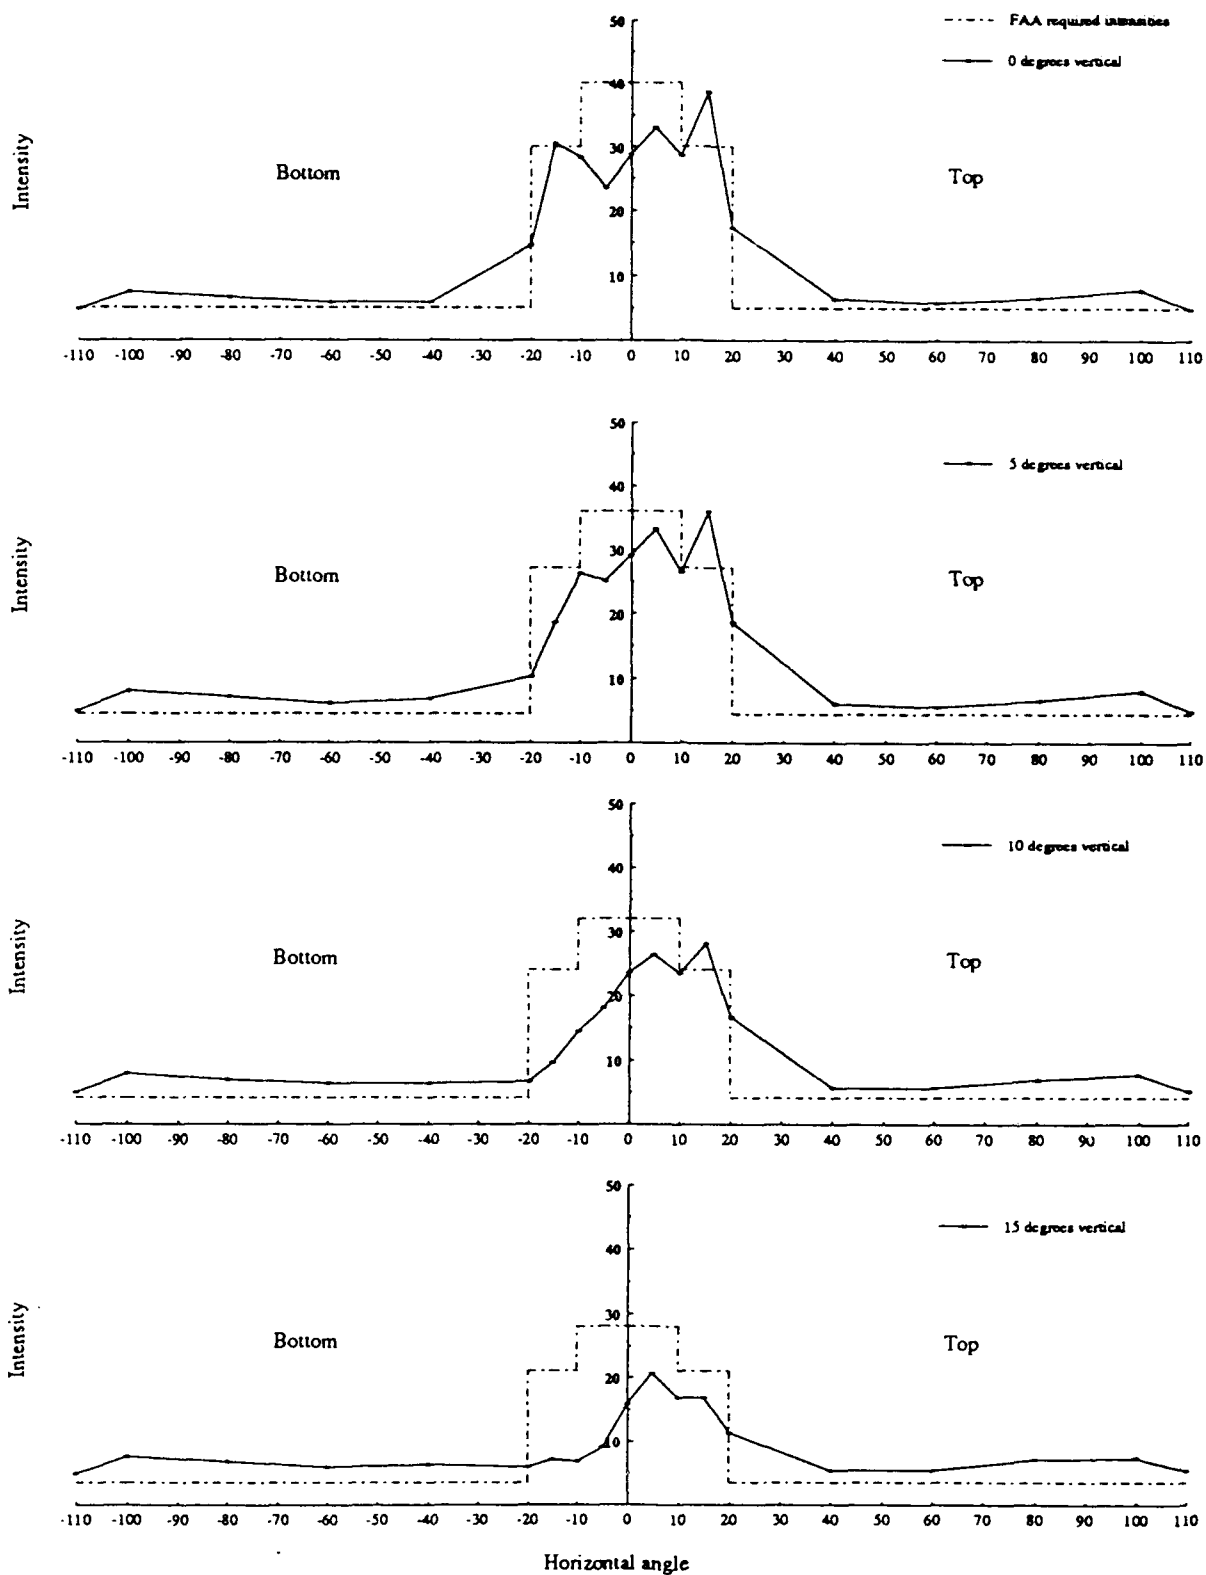 50
FAA required intensities
0 degrees vertical
40
Intensity
30
Bottom
Top
20
10
-110 -100 -90 -80 -70 -60 -50 -40 -30 -20 -10 0 10 20 30 40 50 60 70 80 90 100 110
50
5 degrees vertical
40
Intensity
30
Bottom
Top
20
10
-110 -100 -90 -80 -70 -60 -50 -40 -30 -20 -10 0 10 20 30 40 50 60 70 80 90 100 110
50
10 degrees vertical
40
Intensity
30
Bottom
Top
20
10
-110 -100 -90 -80 -70 -60 -50 -40 -30 -20 -10 0 10 20 30 40 50 60 70 80 90 100 110
50
15 degrees vertical
40
Intensity
30
Bottom
Top
20
10
-110 -100 -90 -80 -70 -60 -50 -40 -30 -20 -10 0 10 20 30 40 50 60 70 80 90 100 110
Horizontal angle